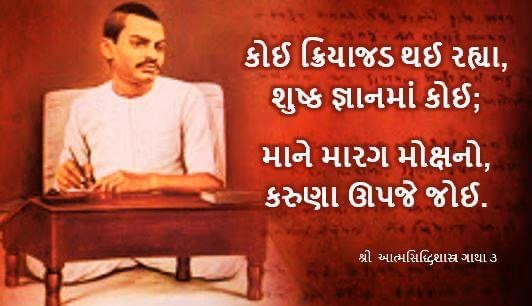 કોઈ ક્રિયાજડ થઈ રહ્યા,
શુષ્ક જ્ઞાનમાં કોઈ;
માને મારગ મોક્ષનો,
કરુણા ઊપજે જોઈ.
શ્રી આત્મસિદ્ધિશાસ્ત્ર ગાથા ૩